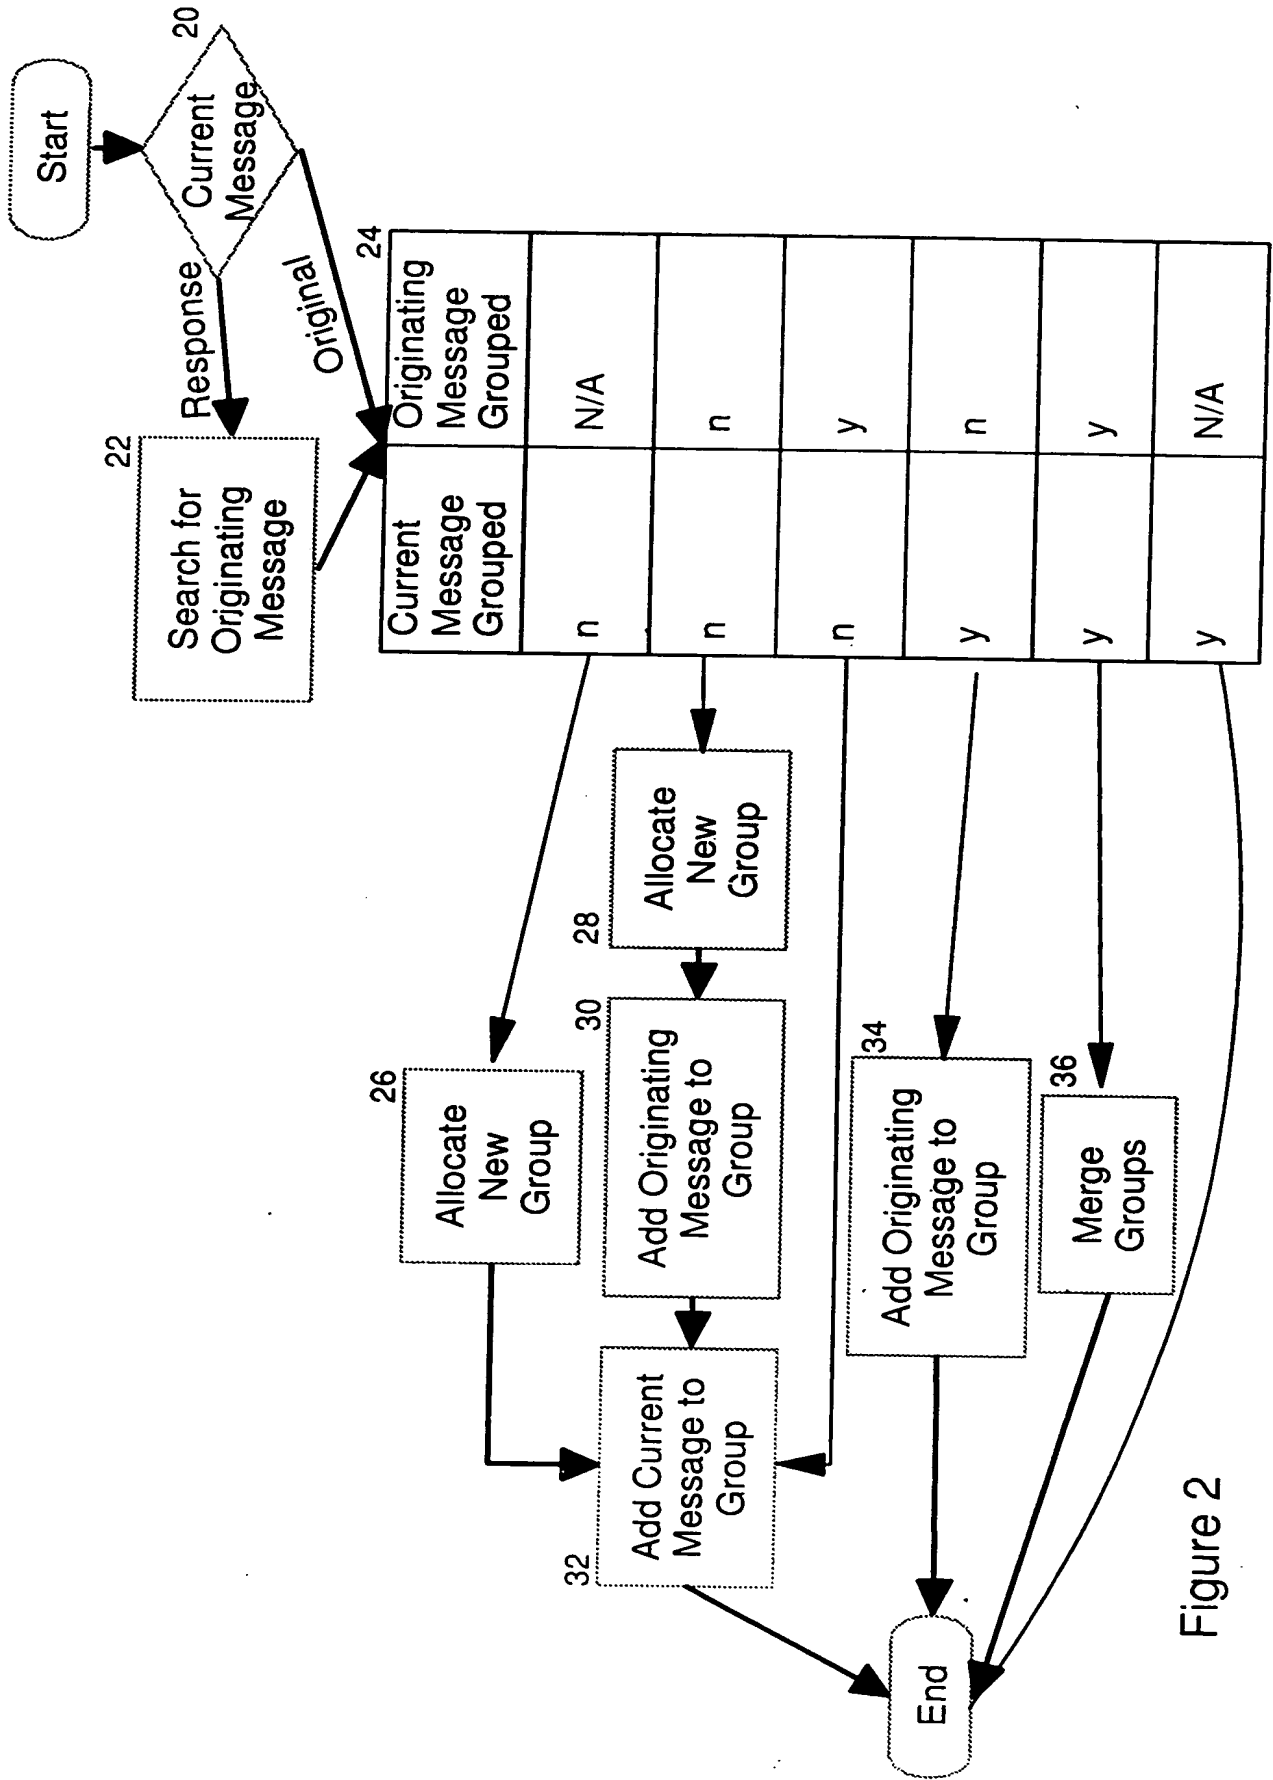 Start
20
Current
Message
Response
Original
22
Search for
Originating
Message
24
Current
Message
Grouped
Originating
Message
Grouped
n N/A
n n
n y
y n
y y
y N/A
26
Allocate
New
Group
28
Allocate
New
Group
30
Add Originating
Message to
Group
32
Add Current
Message to
Group
34
Add Originating
Message to
Group
36
Merge
Groups
End
Figure 2